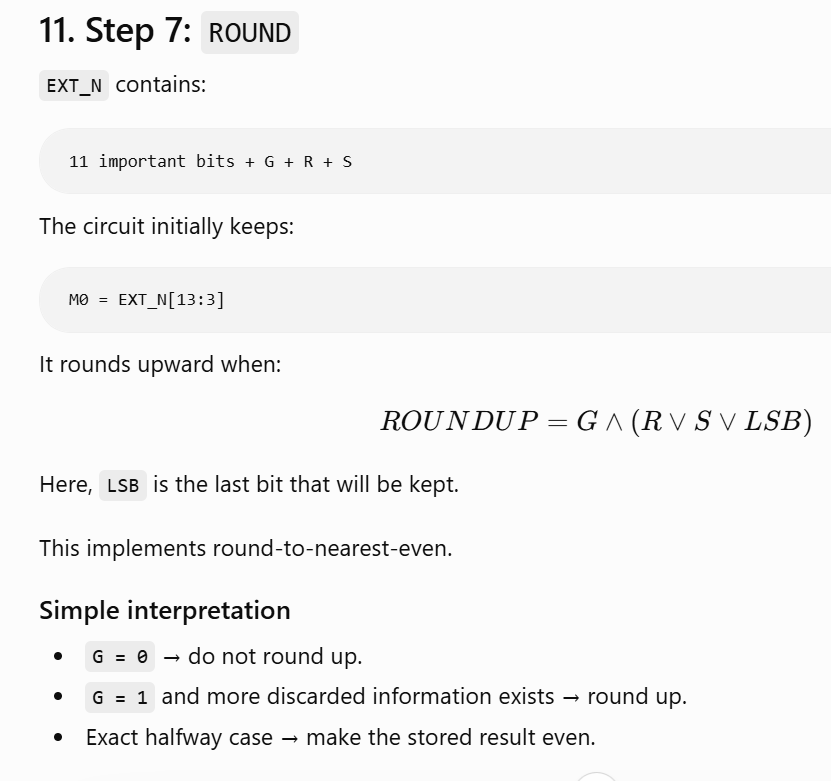 11. Step 7: ROUND
EXT_N contains:
11 important bits + G + R + S
The circuit initially keeps:
M0 = EXT_N[13:3]
It rounds upward when:
ROUNDUP = G ∧ (R ∨ S ∨ LSB)
Here, LSB is the last bit that will be kept.
This implements round-to-nearest-even.
Simple interpretation
• G = 0 → do not round up.
• G = 1 and more discarded information exists → round up.
• Exact halfway case → make the stored result even.